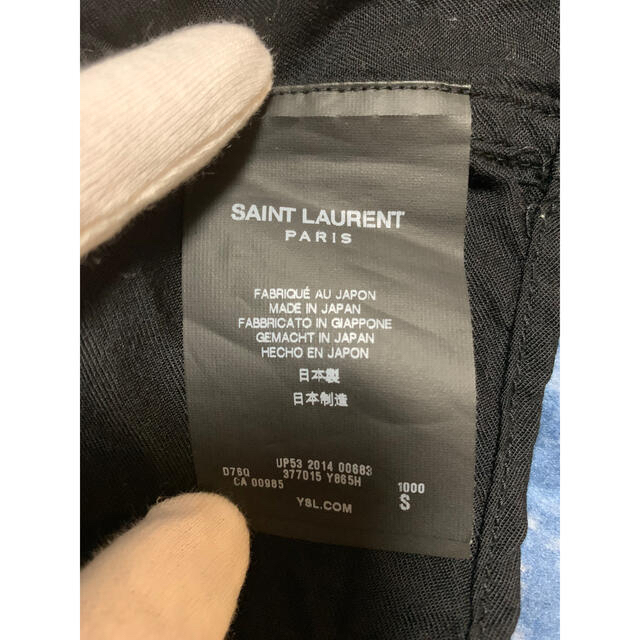 SAINT LAURENT
PARIS
FABRIQUÉ AU JAPON
MADE IN JAPAN
FABBRICATO IN GIAPPONE
GEMACHT IN JAPAN
HECHO EN JAPON
日本製
日本制造
UP53 2014 00683
D76Q 377015 Y865H 1000
CA 00985 S
YSL.COM